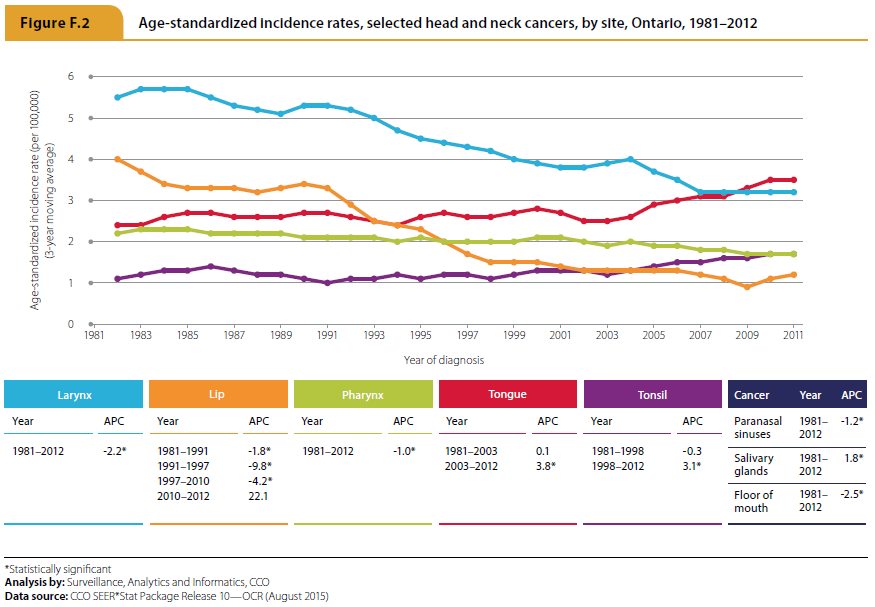 Figure F.2
Age-standardized incidence rates, selected head and neck cancers, by site, Ontario, 1981–2012
Age-standardized incidence rate (per 100,000)
(3-year moving average)
6
5
4
3
2
1
0
1981 1983 1985 1987 1989 1991 1993 1995 1997 1999 2001 2003 2005 2007 2009 2011
Year of diagnosis
Larynx
Year APC
1981–2012 -2.2*
Lip
Year APC
1981–1991 -1.8*
1991–1997 -9.8*
1997–2010 -4.2*
2010–2012 22.1
Pharynx
Year APC
1981–2012 -1.0*
Tongue
Year APC
1981–2003 0.1
2003–2012 3.8*
Tonsil
Year APC
1981–1998 -0.3
1998–2012 3.1*
Cancer Year APC
Paranasal 1981– -1.2*
sinuses 2012
Salivary 1981– 1.8*
glands 2012
Floor of 1981– -2.5*
mouth 2012
*Statistically significant
Analysis by: Surveillance, Analytics and Informatics, CCO
Data source: CCO SEER*Stat Package Release 10—OCR (August 2015)